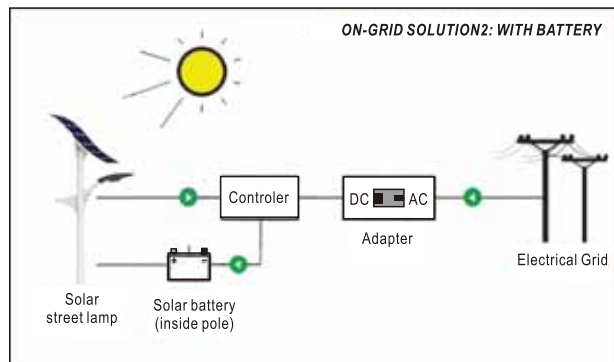 ON-GRID SOLUTION2: WITH BATTERY
Controler
DC AC
Adapter
Electrical Grid
Solar
street lamp
Solar battery
(inside pole)
+ -